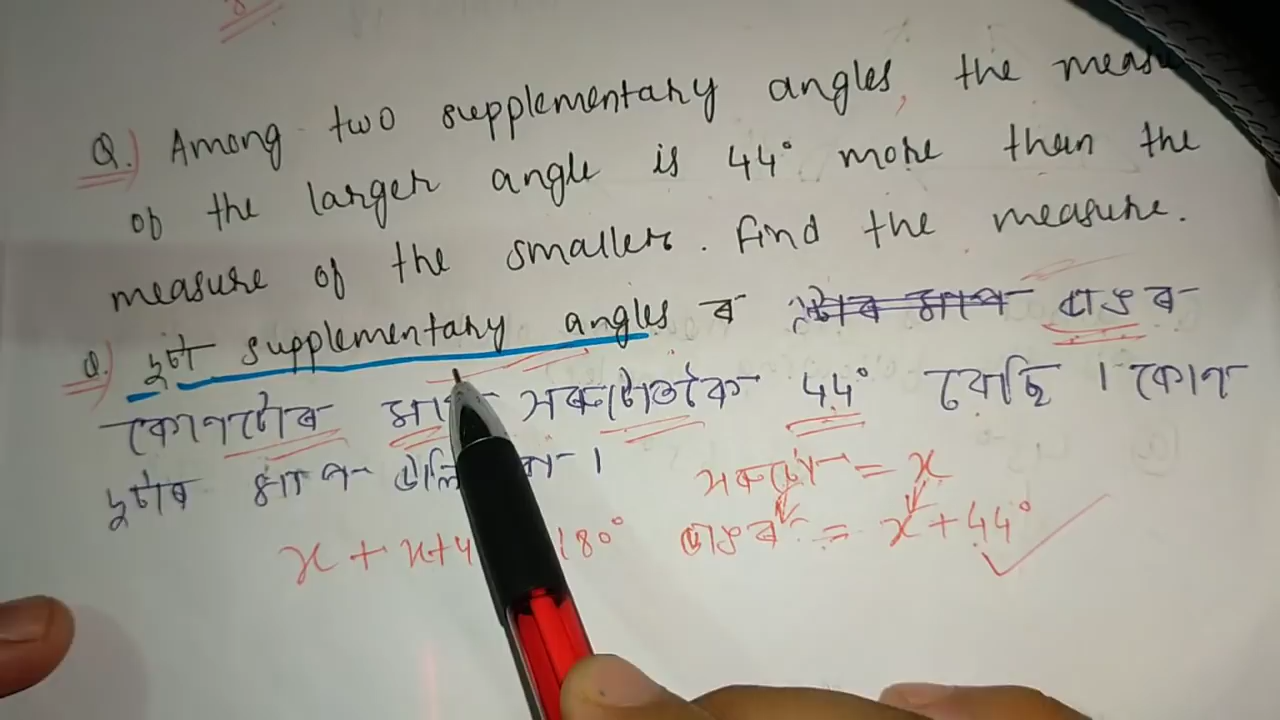 Q.) Among two supplementary angles, the measu
of the larger angle is 44° more than the
measure of the smaller. Find the measure.
Q.) দুটা supplementary angles ৰ ডাঙৰ
কোণটোৰ মাপ সৰুটোতকৈ 44° বেছি । কোণ
দুটাৰ মাপ
সৰুটো = x
x + x+4 180° ডাঙৰ = x+44°